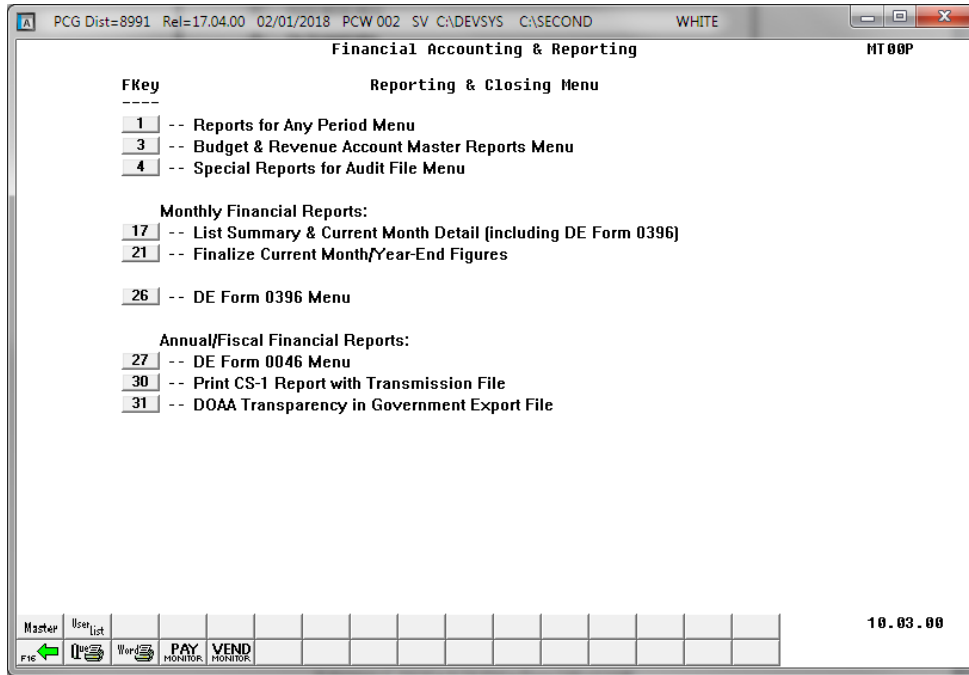 A PCG Dist=8991 Rel=17.04.00 02/01/2018 PCW 002 SV C:\DEVSYS C:\SECOND WHITE
Financial Accounting & Reporting MT00P
FKey Reporting & Closing Menu
----
1 -- Reports for Any Period Menu
3 -- Budget & Revenue Account Master Reports Menu
4 -- Special Reports for Audit File Menu
Monthly Financial Reports:
17 -- List Summary & Current Month Detail (including DE Form 0396)
21 -- Finalize Current Month/Year-End Figures
26 -- DE Form 0396 Menu
Annual/Fiscal Financial Reports:
27 -- DE Form 0046 Menu
30 -- Print CS-1 Report with Transmission File
31 -- DOAA Transparency in Government Export File
Master User List 10.03.00
F16 Que Word PAY MONITOR VEND MONITOR